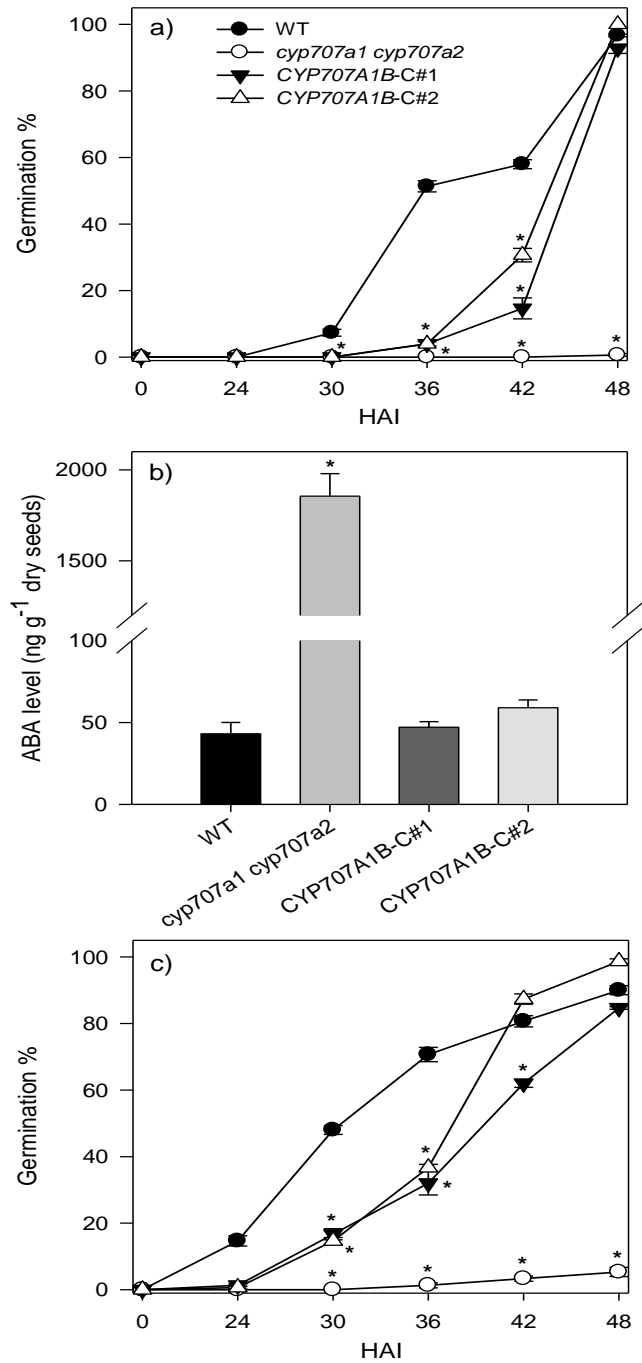 a)
WT
cyp707a1 cyp707a2
CYP707A1B-C#1
CYP707A1B-C#2
100
80
60
40
20
0
Germination %
* * * * * * *
0 24 30 36 42 48
HAI
b)
2000
1500
100
50
0
ABA level (ng g-1 dry seeds)
*
WT
cyp707a1 cyp707a2
CYP707A1B-C#1
CYP707A1B-C#2
c)
100
80
60
40
20
0
Germination %
* * * * * * * * *
0 24 30 36 42 48
HAI